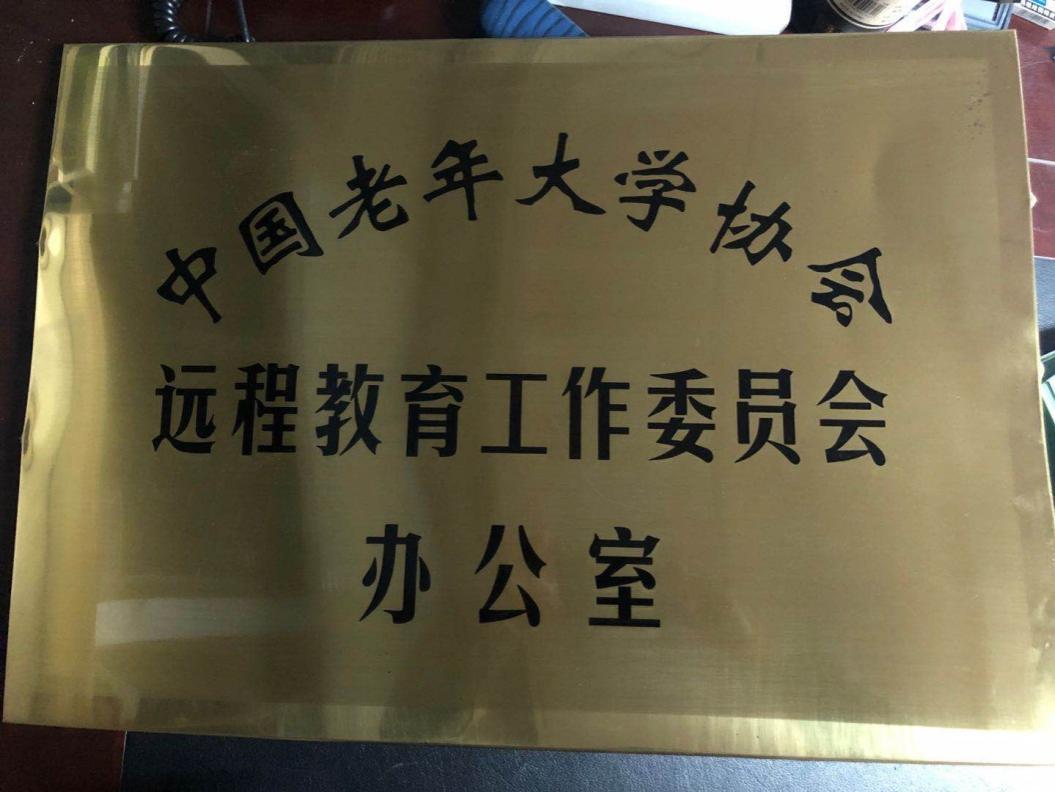 中国老年大学协会
远程教育工作委员会
办公室